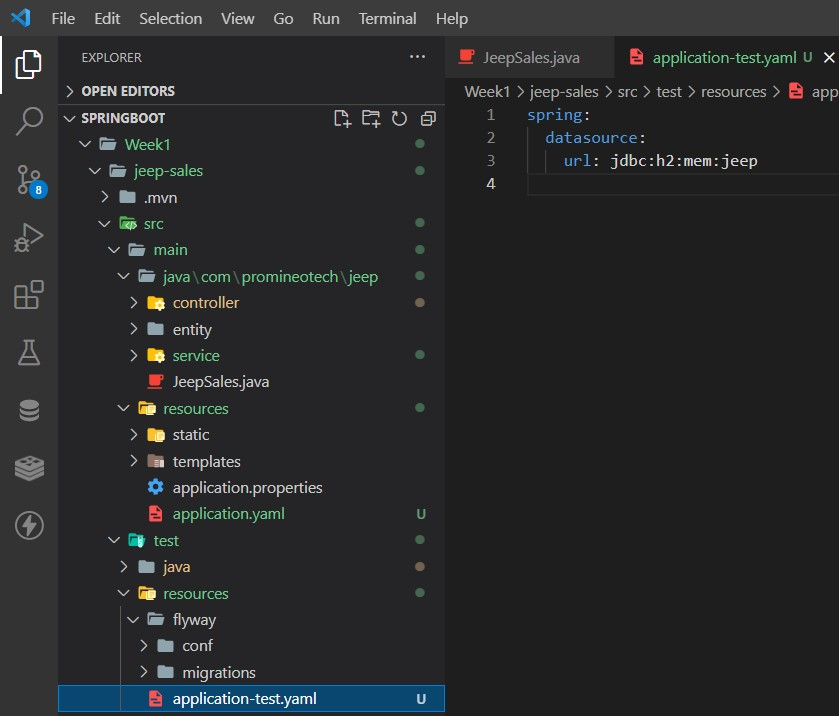 File Edit Selection View Go Run Terminal Help
EXPLORER ...
JeepSales.java
application-test.yaml U
OPEN EDITORS
Week1 > jeep-sales > src > test > resources > app
SPRINGBOOT
1 spring:
2 datasource:
3 url: jdbc:h2:mem:jeep
4
Week1
jeep-sales
.mvn
8
src
main
java\com\promineotech\jeep
controller
entity
service
JeepSales.java
resources
static
templates
application.properties
application.yaml U
test
java
resources
flyway
conf
migrations
application-test.yaml U